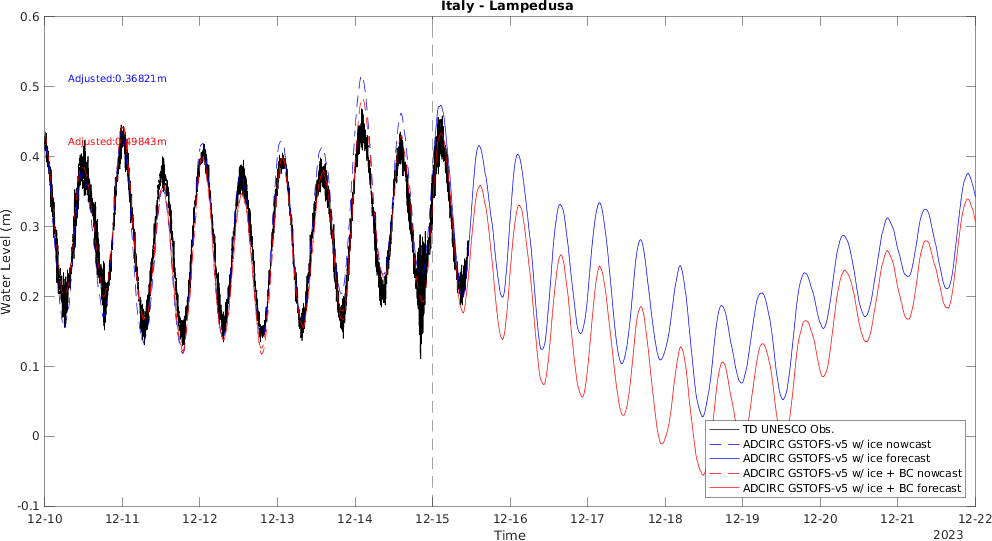 Italy - Lampedusa
0.6
0.5
0.4
0.3
0.2
0.1
0
-0.1
Water Level (m)
Adjusted:0.36821m
Adjusted:0.49843m
TD UNESCO Obs.
ADCIRC GSTOFS-v5 w/ ice nowcast
ADCIRC GSTOFS-v5 w/ ice forecast
ADCIRC GSTOFS-v5 w/ ice + BC nowcast
ADCIRC GSTOFS-v5 w/ ice + BC forecast
12-10 12-11 12-12 12-13 12-14 12-15 12-16 12-17 12-18 12-19 12-20 12-21 12-22
Time
2023